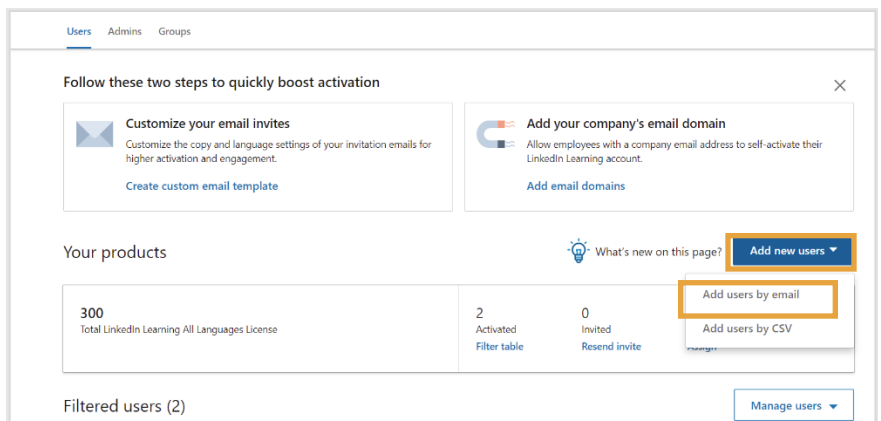 Users Admins Groups
Follow these two steps to quickly boost activation
Customize your email invites
Customize the copy and language settings of your invitation emails for
higher activation and engagement.
Create custom email template
Add your company's email domain
Allow employees with a company email address to self-activate their
LinkedIn Learning account.
Add email domains
Your products
What's new on this page?
Add new users
Add users by email
Add users by CSV
300
Total LinkedIn Learning All Languages License
2
Activated
Filter table
0
Invited
Resend invite
Filtered users (2)
Manage users